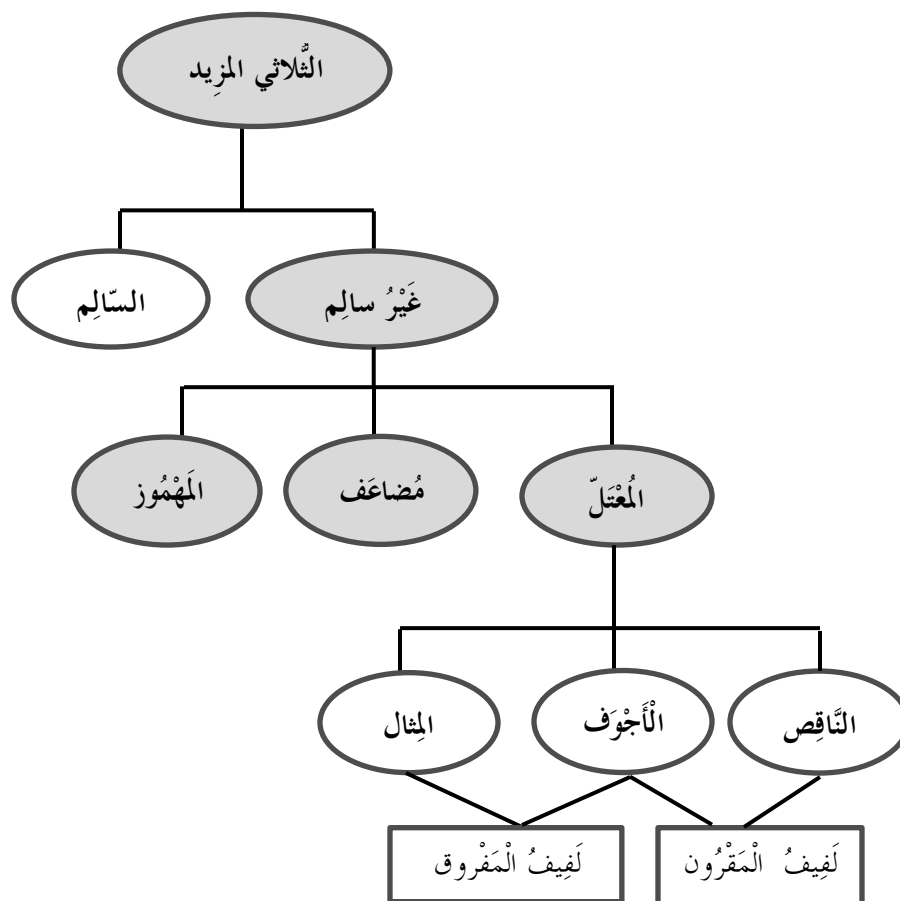 الثُّلاثي المزِيد
غَيْرُ سالِم
السّالِم
المُعْتَلّ
مُضاعَف
المَهْمُوز
النَّاقِص
الْأَجْوَف
المِثال
لَفِيفُ الْمَقْرُون
لَفِيفُ الْمَفْروق